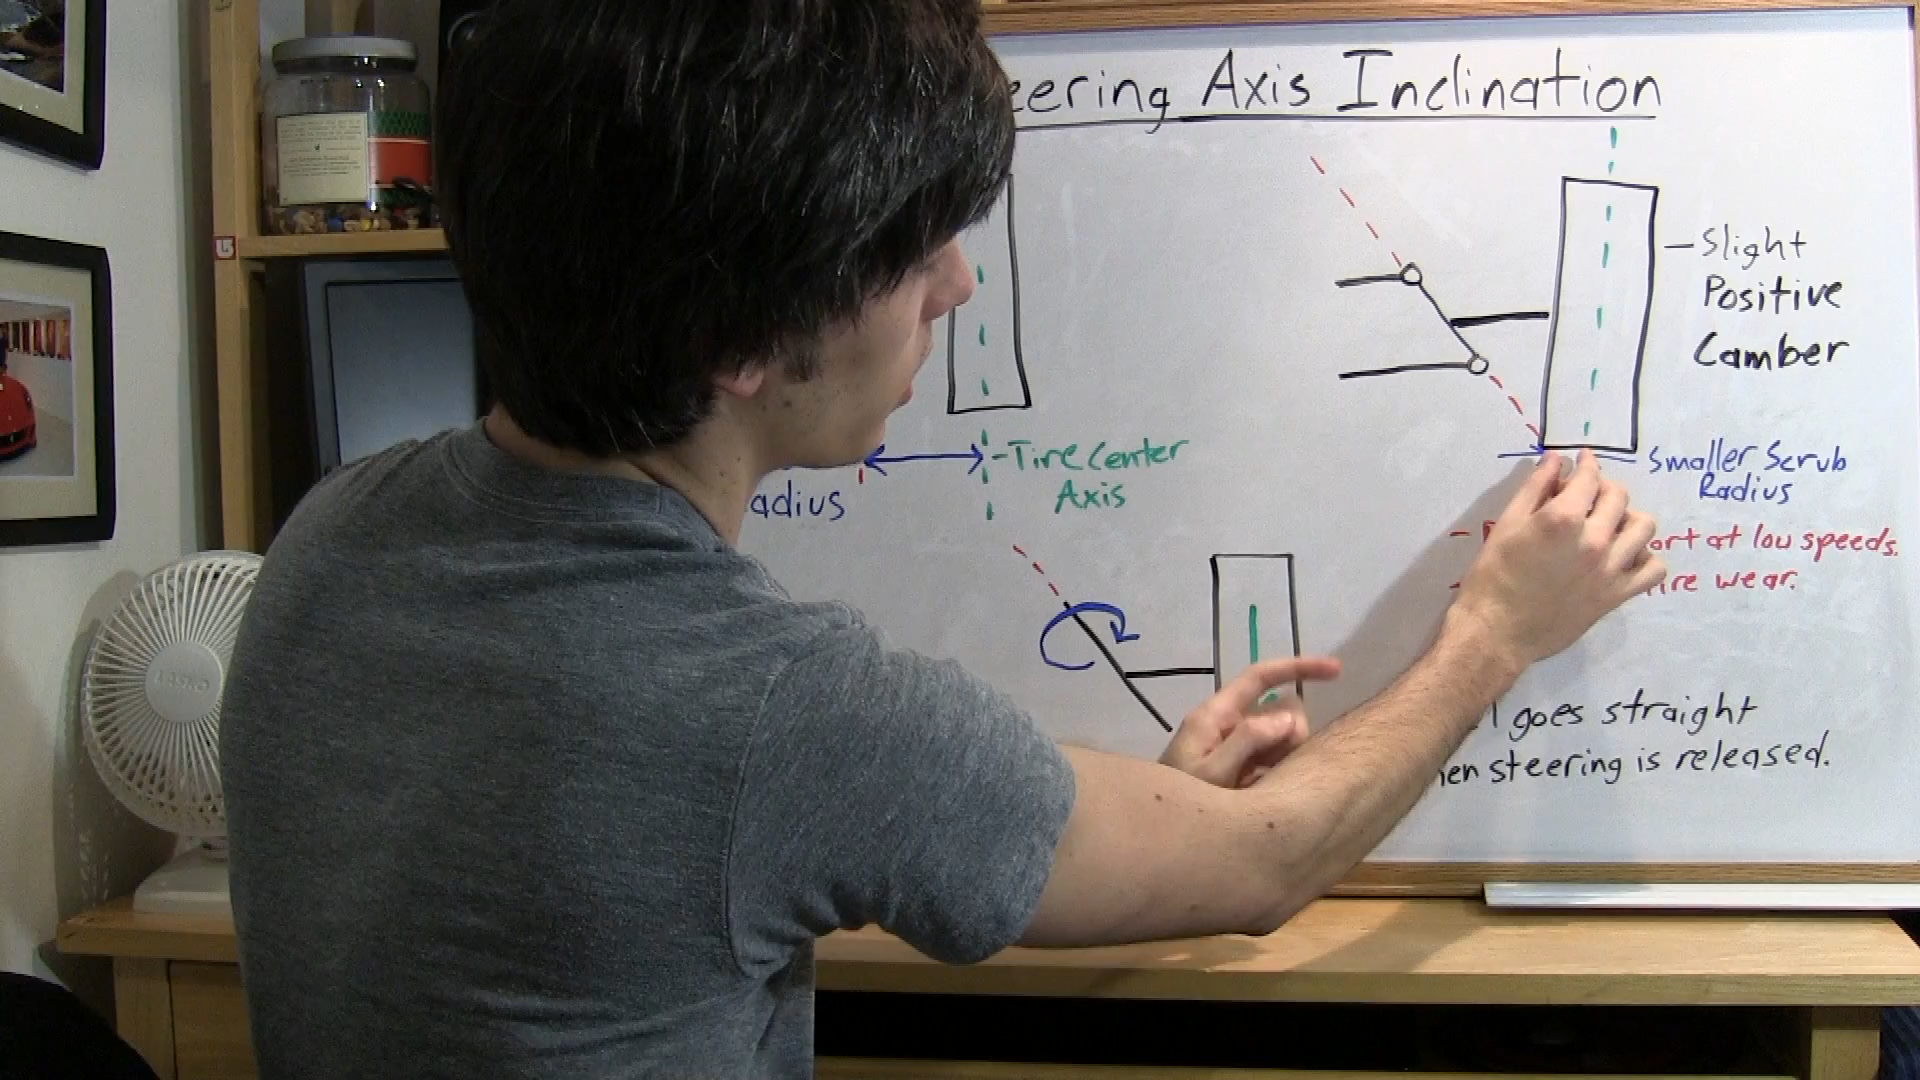 eering Axis Inclination
- Slight
Positive
Camber
- Tire Center
Axis
adius
Smaller Scrub
Radius
ort at low speeds.
ire wear.
l goes straight
hen steering is released.
LASKO